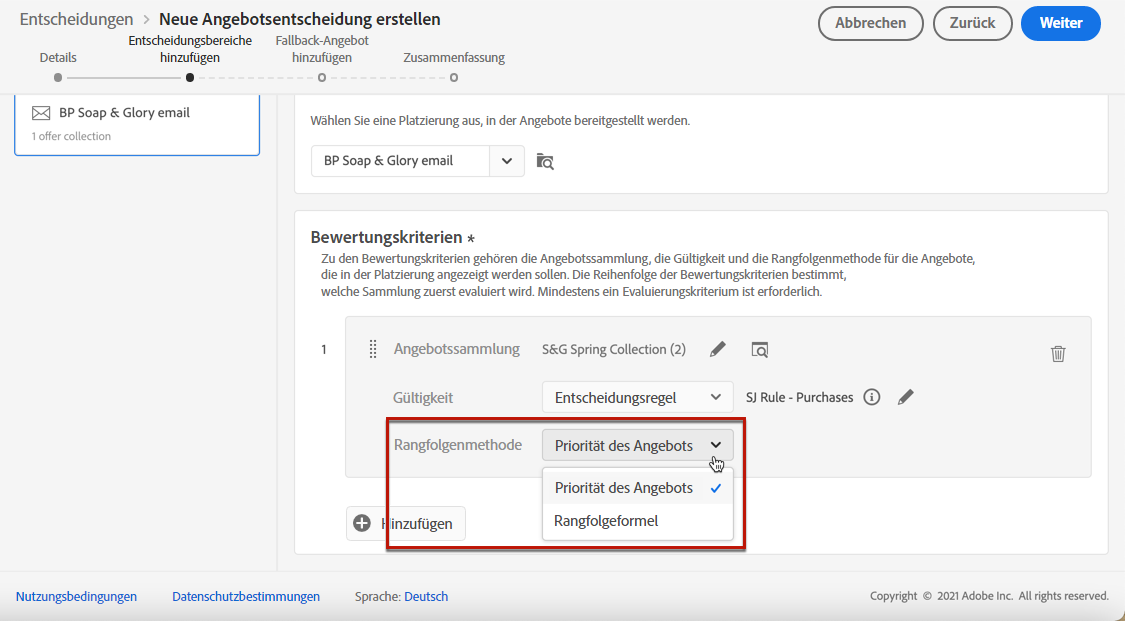 Entscheidungen > Neue Angebotsentscheidung erstellen
Abbrechen
Zurück
Weiter
Details
Entscheidungsbereiche
hinzufügen
Fallback-Angebot
hinzufügen
Zusammenfassung
BP Soap & Glory email
1 offer collection
Wählen Sie eine Platzierung aus, in der Angebote bereitgestellt werden.
BP Soap & Glory email
Bewertungskriterien *
Zu den Bewertungskriterien gehören die Angebotssammlung, die Gültigkeit und die Rangfolgenmethode für die Angebote,
die in der Platzierung angezeigt werden sollen. Die Reihenfolge der Bewertungskriterien bestimmt,
welche Sammlung zuerst evaluiert wird. Mindestens ein Evaluierungskriterium ist erforderlich.
1
Angebotssammlung S&G Spring Collection (2)
Gültigkeit Entscheidungsregel SJ Rule - Purchases
Rangfolgenmethode Priorität des Angebots
Priorität des Angebots
Rangfolgeformel
Hinzufügen
Nutzungsbedingungen Datenschutzbestimmungen Sprache: Deutsch
Copyright © 2021 Adobe Inc. All rights reserved.